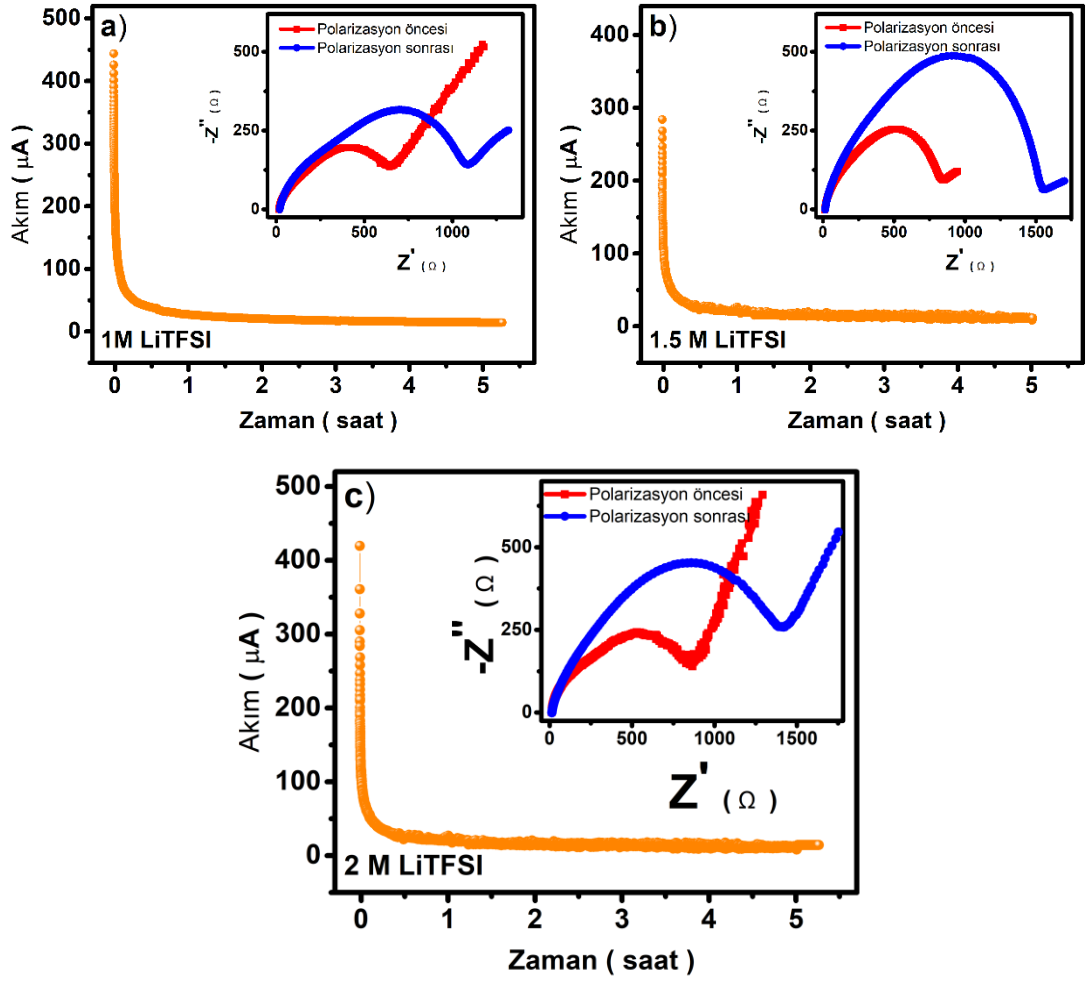 a)
Polarizasyon öncesi
Polarizasyon sonrası
500
400
300
200
100
0
Akım ( µA )
500
250
0
-Z'' (Ω)
0 500 1000
Z' (Ω)
1M LiTFSI
0 1 2 3 4 5
Zaman ( saat )
b)
Polarizasyon öncesi
Polarizasyon sonrası
400
300
200
100
0
Akım ( µA )
500
250
0
-Z'' (Ω)
0 500 1000 1500
Z' (Ω)
1.5 M LiTFSI
0 1 2 3 4 5
Zaman ( saat )
c)
Polarizasyon öncesi
Polarizasyon sonrası
500
400
300
200
100
0
Akım ( µA )
500
250
0
-Z'' ( Ω )
0 500 1000 1500
Z' ( Ω )
2 M LiTFSI
0 1 2 3 4 5
Zaman ( saat )